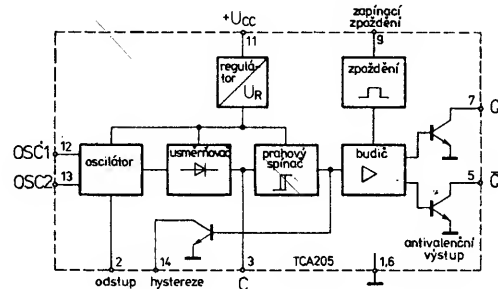 +UCC
zapínací
zpoždění
11
9
regulá-
tor
UR
zpoždění
7
Q
OSC1
12
oscilátor
usměrňovač
prahový
spínač
budič
OSC2
13
5
Q̄
antivalenční
výstup
2
14
3
TCA205
1,6
odstup
hystereze
C